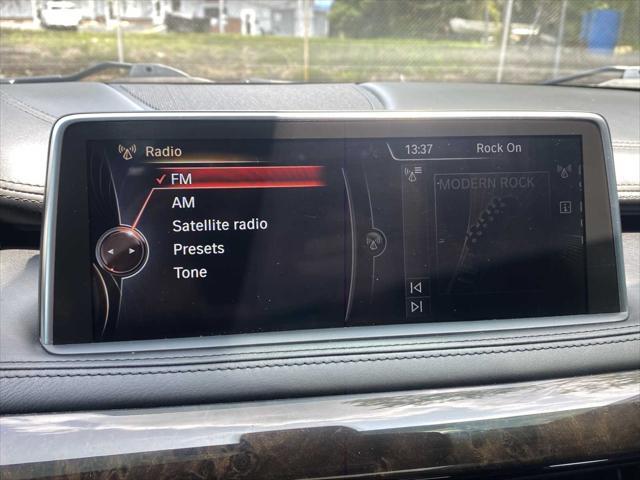 Radio
13:37 Rock On
FM
AM
Satellite radio
Presets
Tone
MODERN ROCK